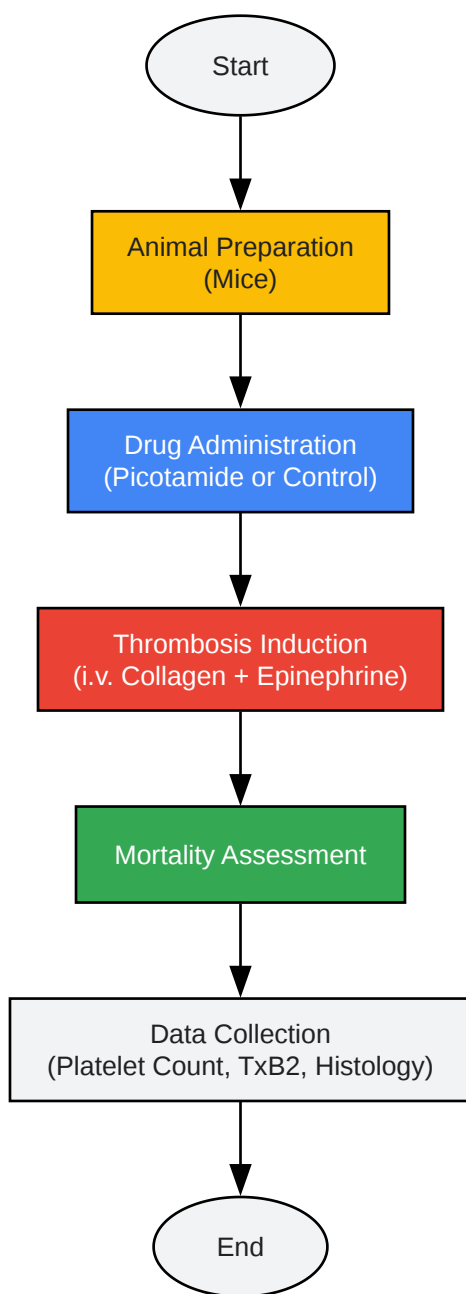 Start
Animal Preparation
(Mice)
Drug Administration
(Picotamide or Control)
Thrombosis Induction
(i.v. Collagen + Epinephrine)
Mortality Assessment
Data Collection
(Platelet Count, TxB2, Histology)
End